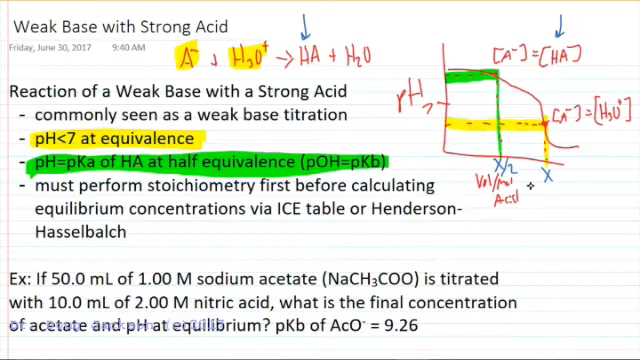 Weak Base with Strong Acid
Friday, June 30, 2017 9:40 AM
A⁻ + H₃O⁺ → HA + H₂O
[A⁻]=[HA]
pH
7
[A⁻]=[H₃O⁺]
X/2
X
Vol/mol
Acid
Reaction of a Weak Base with a Strong Acid
- commonly seen as a weak base titration
- pH<7 at equivalence
- pH=pKa of HA at half equivalence (pOH=pKb)
- must perform stoichiometry first before calculating
equilibrium concentrations via ICE table or Henderson-
Hasselbalch
Ex: If 50.0 mL of 1.00 M sodium acetate (NaCH3COO) is titrated
with 10.0 mL of 2.00 M nitric acid, what is the final concentration
of acetate and pH at equilibrium? pKb of AcO⁻ = 9.26